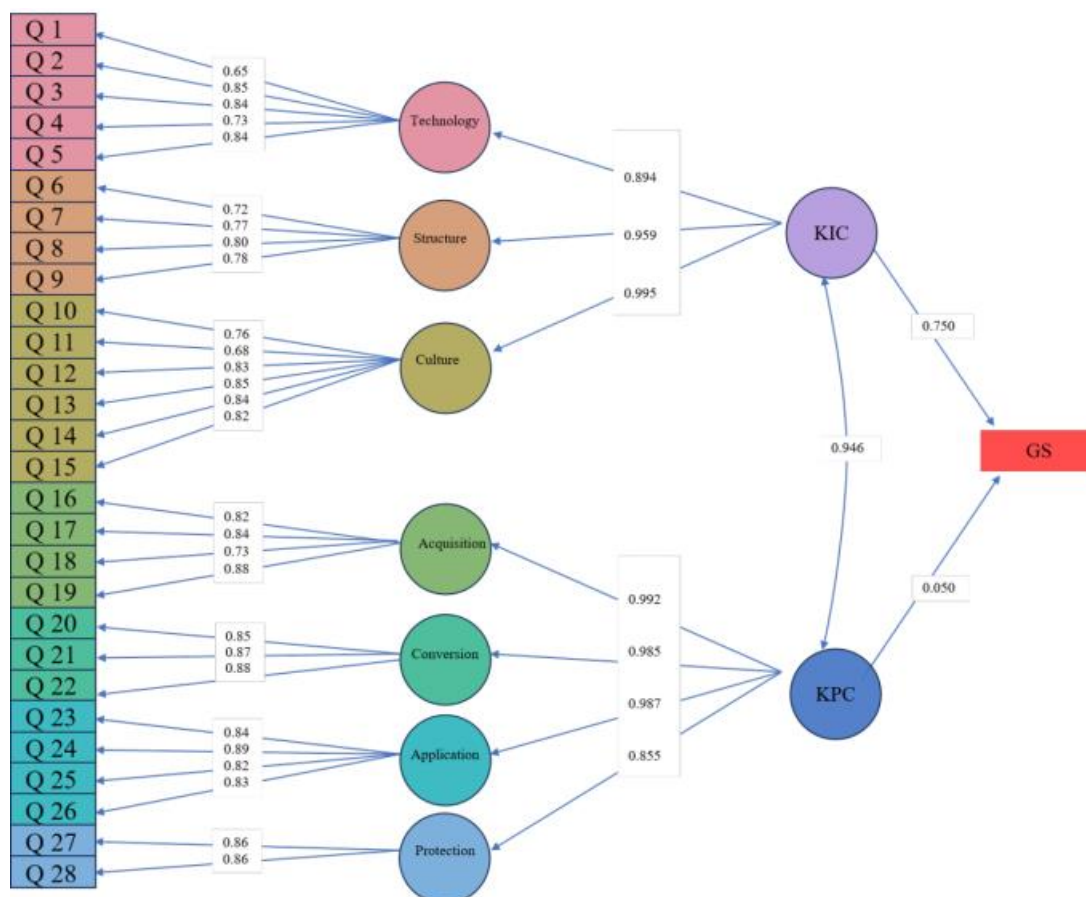 Q 1
Q 2
Q 3
Q 4
Q 5
Q 6
Q 7
Q 8
Q 9
Q 10
Q 11
Q 12
Q 13
Q 14
Q 15
Q 16
Q 17
Q 18
Q 19
Q 20
Q 21
Q 22
Q 23
Q 24
Q 25
Q 26
Q 27
Q 28
0.65
0.85
0.84
0.73
0.84
0.72
0.77
0.80
0.78
0.76
0.68
0.83
0.85
0.84
0.82
0.82
0.84
0.73
0.88
0.85
0.87
0.88
0.84
0.89
0.82
0.83
0.86
0.86
Technology
Structure
Culture
Acquisition
Conversion
Application
Protection
0.894
0.959
0.995
0.992
0.985
0.987
0.855
KIC
KPC
0.750
0.946
0.050
GS